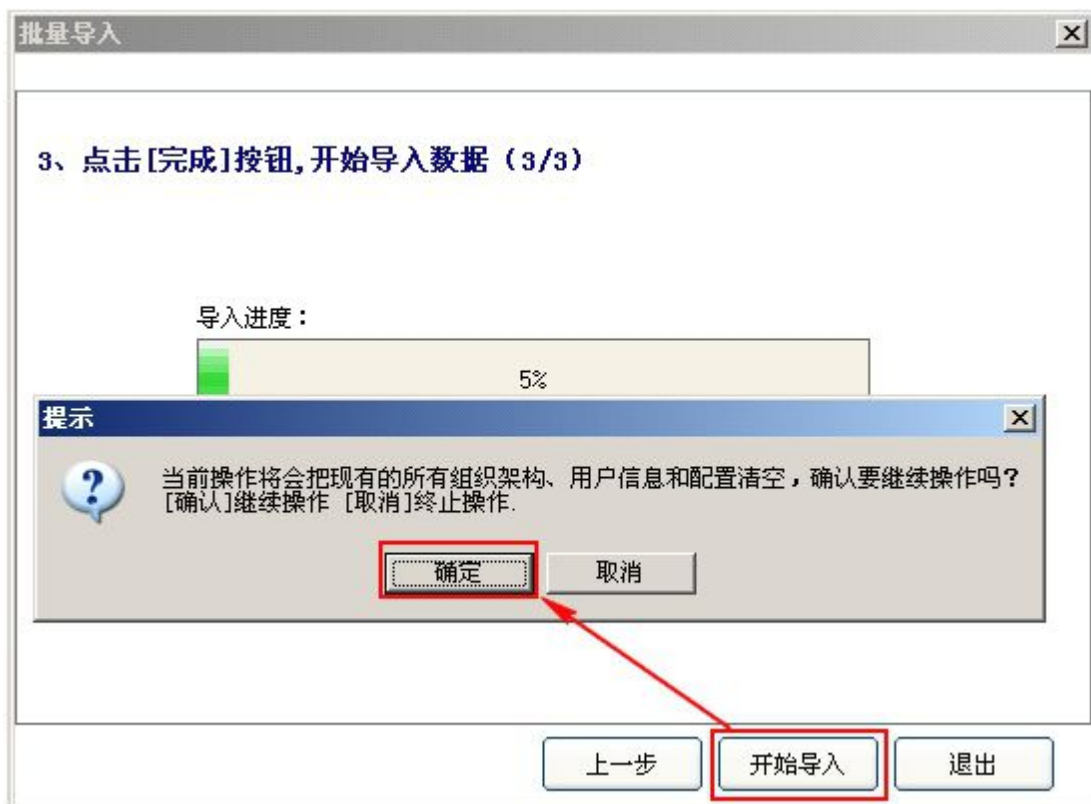 批量导入
3、点击[完成]按钮,开始导入数据（3/3）
导入进度：
5%
提示
当前操作将会把现有的所有组织架构、用户信息和配置清空，确认要继续操作吗？
[确认]继续操作 [取消]终止操作.
确定
取消
上一步
开始导入
退出